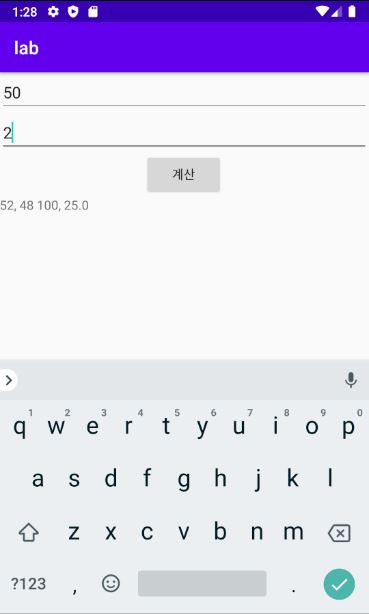 1:28
lab
50
2
계산
52, 48 100, 25.0
1 2 3 4 5 6 7 8 9 0
q w e r t y u i o p
a s d f g h j k l
z x c v b n m
?123 , .